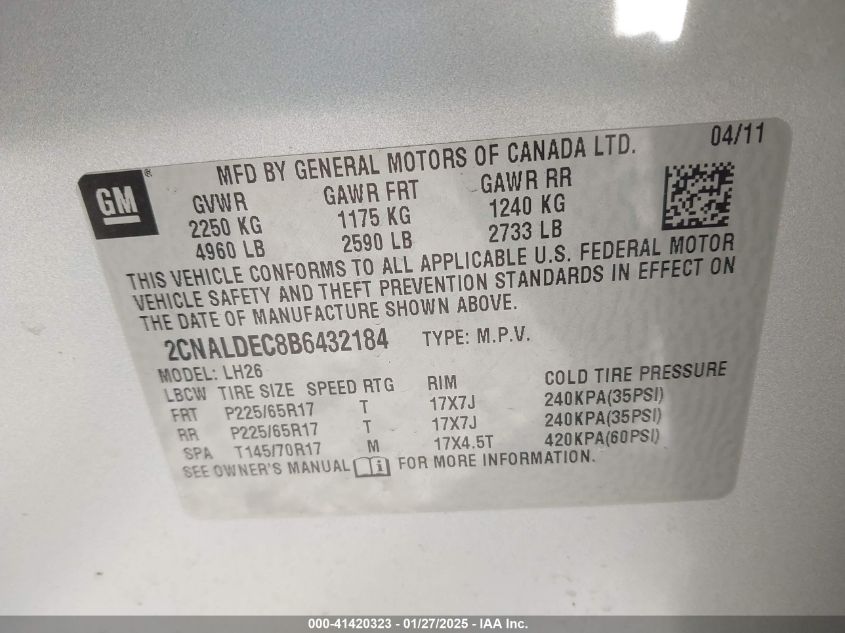 04/11
GM ® MFD BY GENERAL MOTORS OF CANADA LTD.
GVWR GAWR FRT GAWR RR
2250 KG 1175 KG 1240 KG
4960 LB 2590 LB 2733 LB
THIS VEHICLE CONFORMS TO ALL APPLICABLE U.S. FEDERAL MOTOR
VEHICLE SAFETY AND THEFT PREVENTION STANDARDS IN EFFECT ON
THE DATE OF MANUFACTURE SHOWN ABOVE.
2CNALDEC8B6432184 TYPE: M.P.V.
MODEL: LH26
LBCW TIRE SIZE SPEED RTG RIM COLD TIRE PRESSURE
FRT P225/65R17 T 17X7J 240KPA(35PSI)
RR P225/65R17 T 17X7J 240KPA(35PSI)
SPA T145/70R17 M 17X4.5T 420KPA(60PSI)
SEE OWNER'S MANUAL FOR MORE INFORMATION.
000-41420323 - 01/27/2025 - IAA Inc.